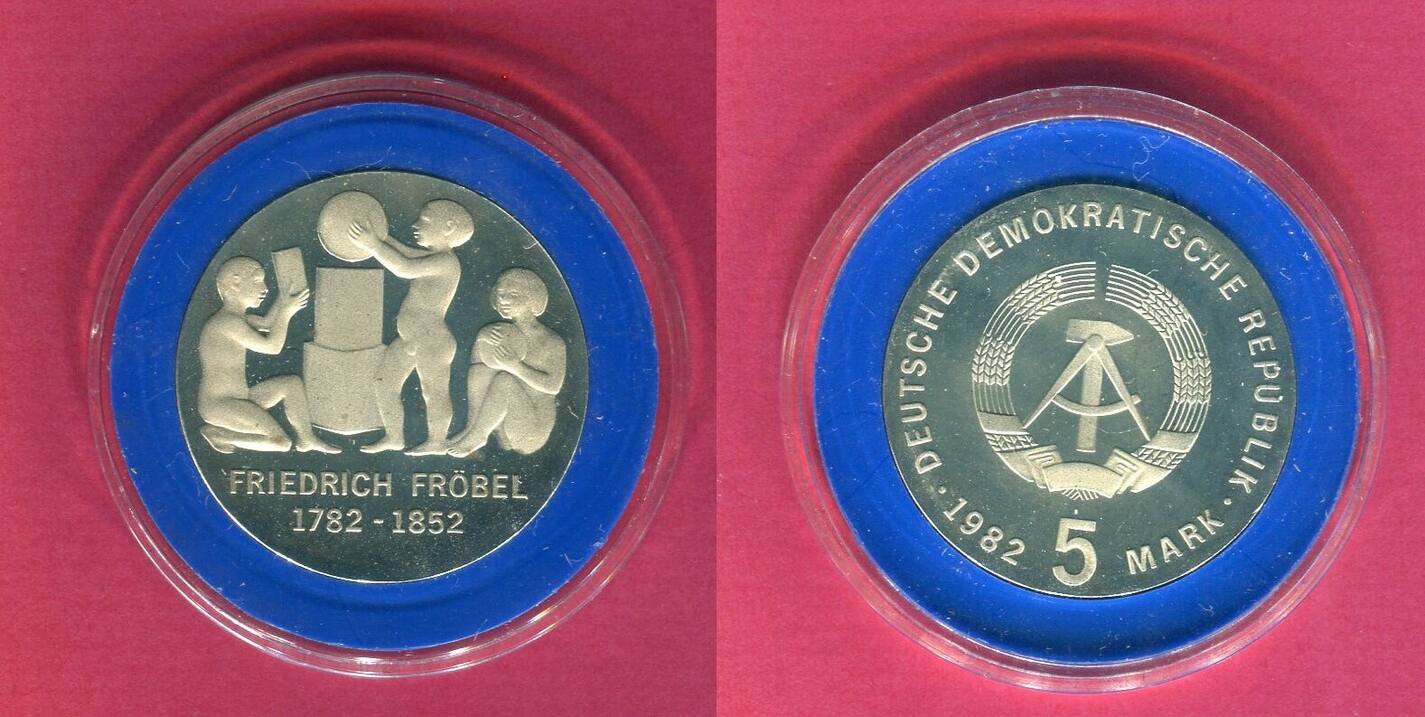 FRIEDRICH FRÖBEL
1782 - 1852
DEUTSCHE DEMOKRATISCHE REPUBLIK
· 1982 5 MARK ·